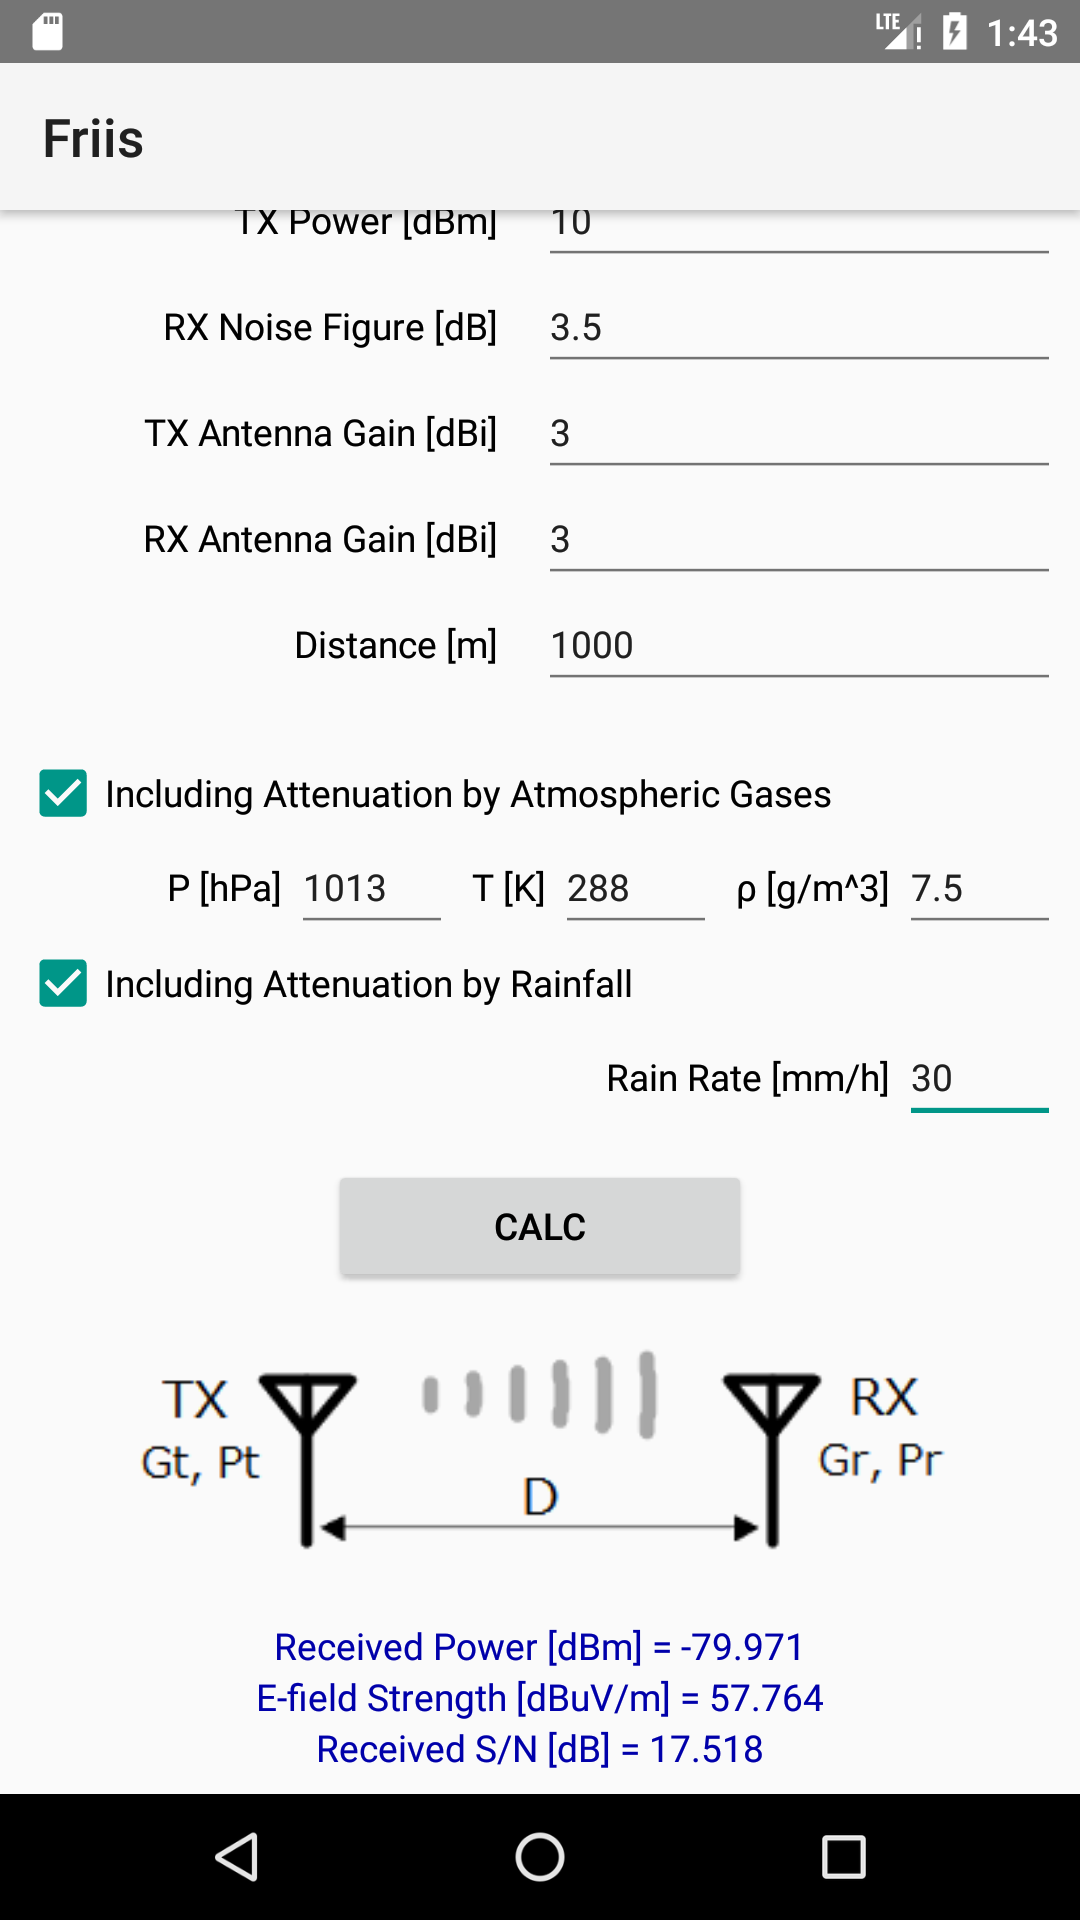 LTE 1:43
Friis
TX Power [dBm] 10
RX Noise Figure [dB] 3.5
TX Antenna Gain [dBi] 3
RX Antenna Gain [dBi] 3
Distance [m] 1000
Including Attenuation by Atmospheric Gases
P [hPa] 1013 T [K] 288 ρ [g/m^3] 7.5
Including Attenuation by Rainfall
Rain Rate [mm/h] 30
CALC
TX RX
Gt, Pt Gr, Pr
D
Received Power [dBm] = -79.971
E-field Strength [dBuV/m] = 57.764
Received S/N [dB] = 17.518